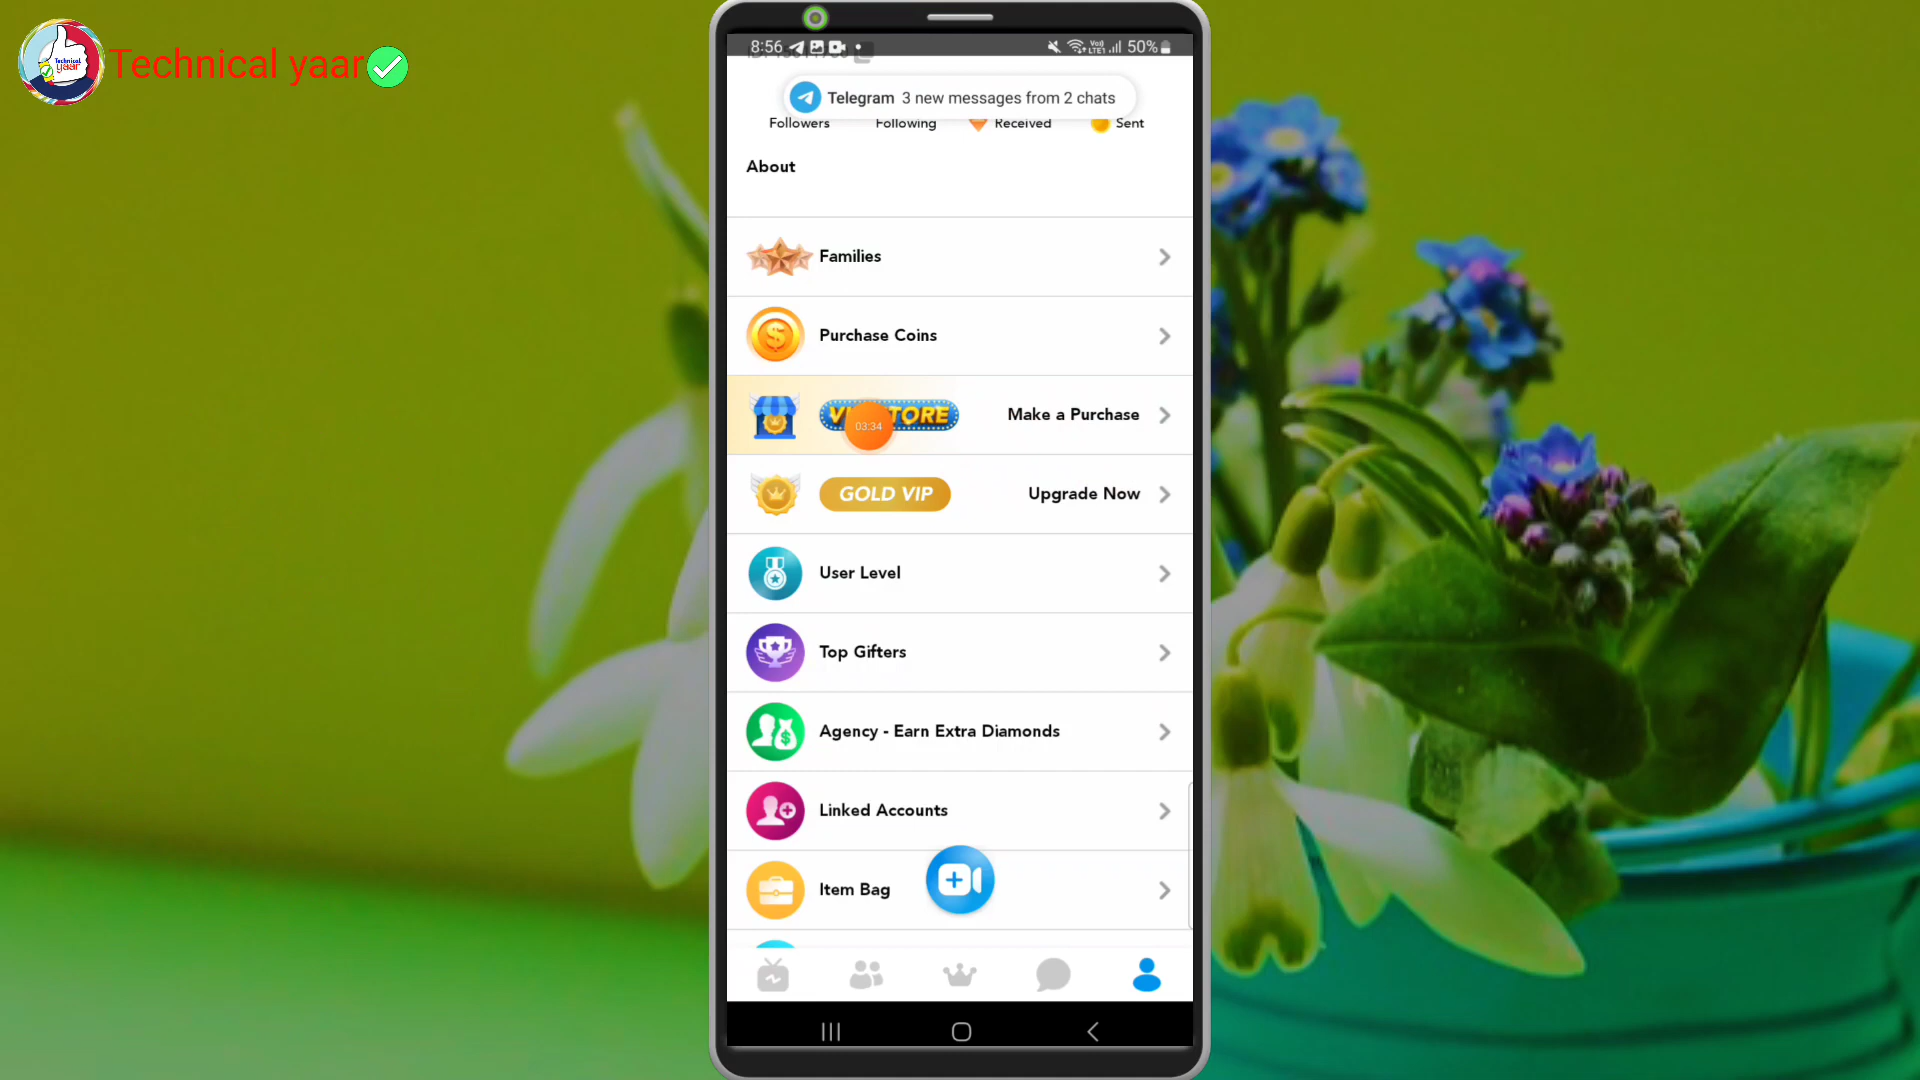 Technical yaar
Technical
yaar
8:56
50%
Telegram 3 new messages from 2 chats
Followers
Following
Received
Sent
About
Families
Purchase Coins
03:34
Make a Purchase
GOLD VIP
Upgrade Now
User Level
Top Gifters
Agency - Earn Extra Diamonds
Linked Accounts
Item Bag